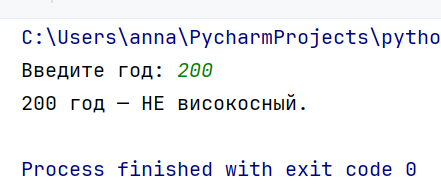 C:\Users\anna\PycharmProjects\pytho
Введите год: 200
200 год — НЕ високосный.
Process finished with exit code 0